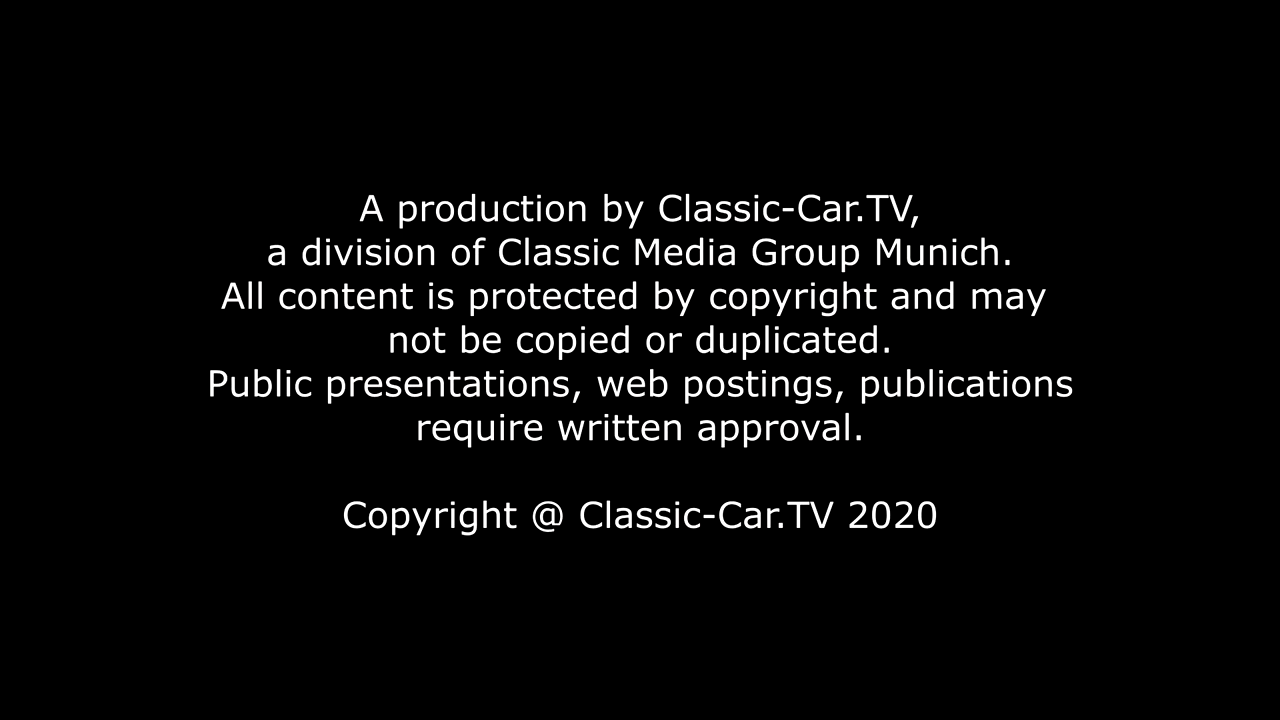 A production by Classic-Car.TV,
a division of Classic Media Group Munich.
All content is protected by copyright and may
not be copied or duplicated.
Public presentations, web postings, publications
require written approval.
Copyright @ Classic-Car.TV 2020